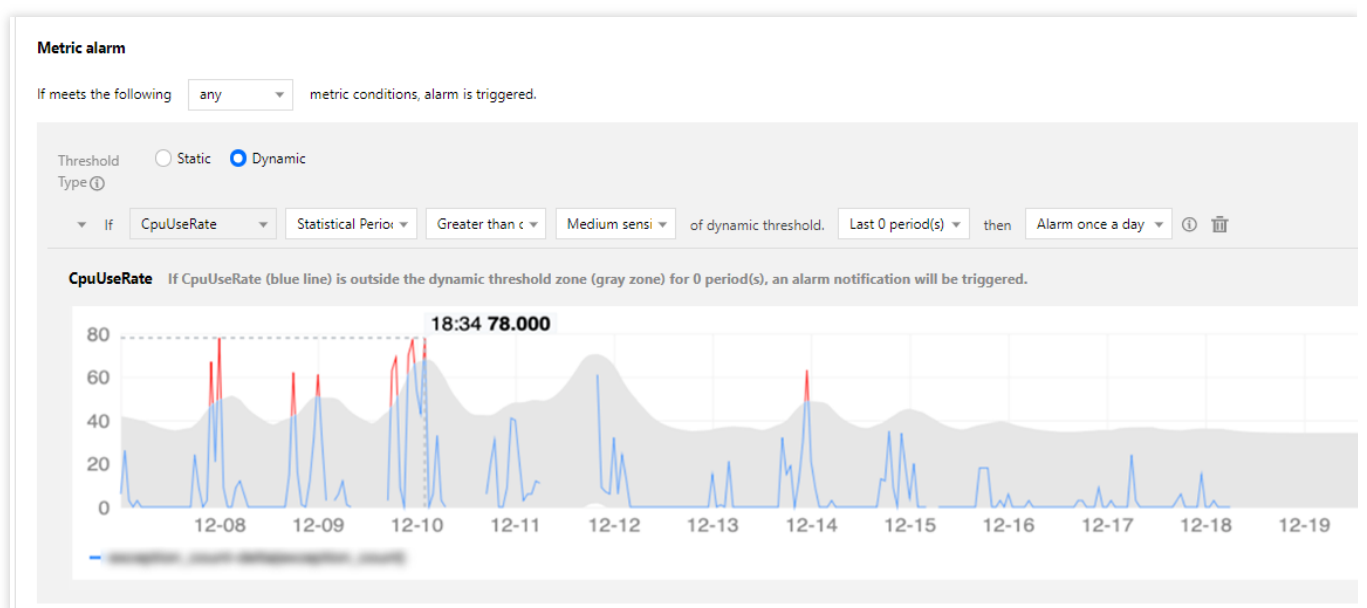 Metric alarm
If meets the following any metric conditions, alarm is triggered.
Threshold Type Static Dynamic
If CpuUseRate Statistical Perio Greater than c Medium sensi of dynamic threshold. Last 0 period(s) then Alarm once a day
CpuUseRate If CpuUseRate (blue line) is outside the dynamic threshold zone (gray zone) for 0 period(s), an alarm notification will be triggered.
18:34 78.000
80
60
40
20
0
12-08 12-09 12-10 12-11 12-12 12-13 12-14 12-15 12-16 12-17 12-18 12-19